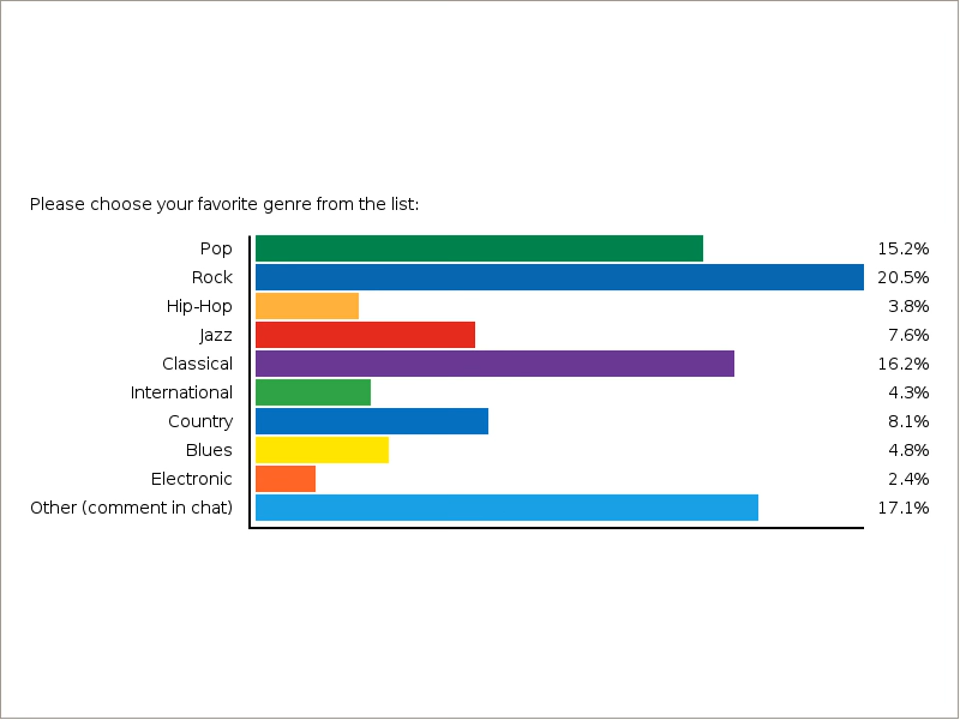 Please choose your favorite genre from the list:
Pop 15.2%
Rock 20.5%
Hip-Hop 3.8%
Jazz 7.6%
Classical 16.2%
International 4.3%
Country 8.1%
Blues 4.8%
Electronic 2.4%
Other (comment in chat) 17.1%